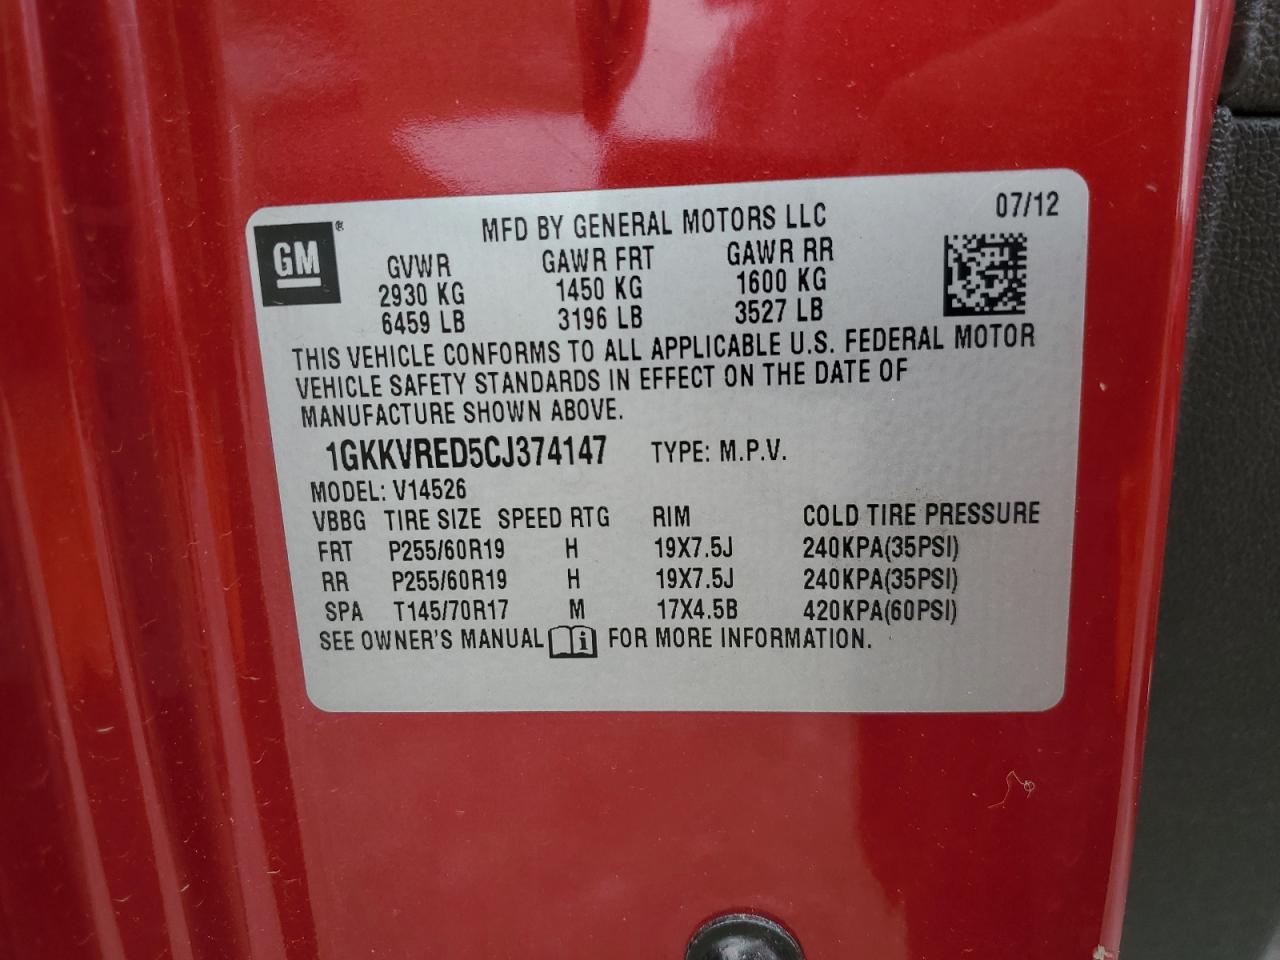 07/12
GM ® MFD BY GENERAL MOTORS LLC
GVWR GAWR FRT GAWR RR
2930 KG 1450 KG 1600 KG
6459 LB 3196 LB 3527 LB
THIS VEHICLE CONFORMS TO ALL APPLICABLE U.S. FEDERAL MOTOR
VEHICLE SAFETY STANDARDS IN EFFECT ON THE DATE OF
MANUFACTURE SHOWN ABOVE.
1GKKVRED5CJ374147 TYPE: M.P.V.
MODEL: V14526
VBBG TIRE SIZE SPEED RTG RIM COLD TIRE PRESSURE
FRT P255/60R19 H 19X7.5J 240KPA(35PSI)
RR P255/60R19 H 19X7.5J 240KPA(35PSI)
SPA T145/70R17 M 17X4.5B 420KPA(60PSI)
SEE OWNER'S MANUAL i FOR MORE INFORMATION.